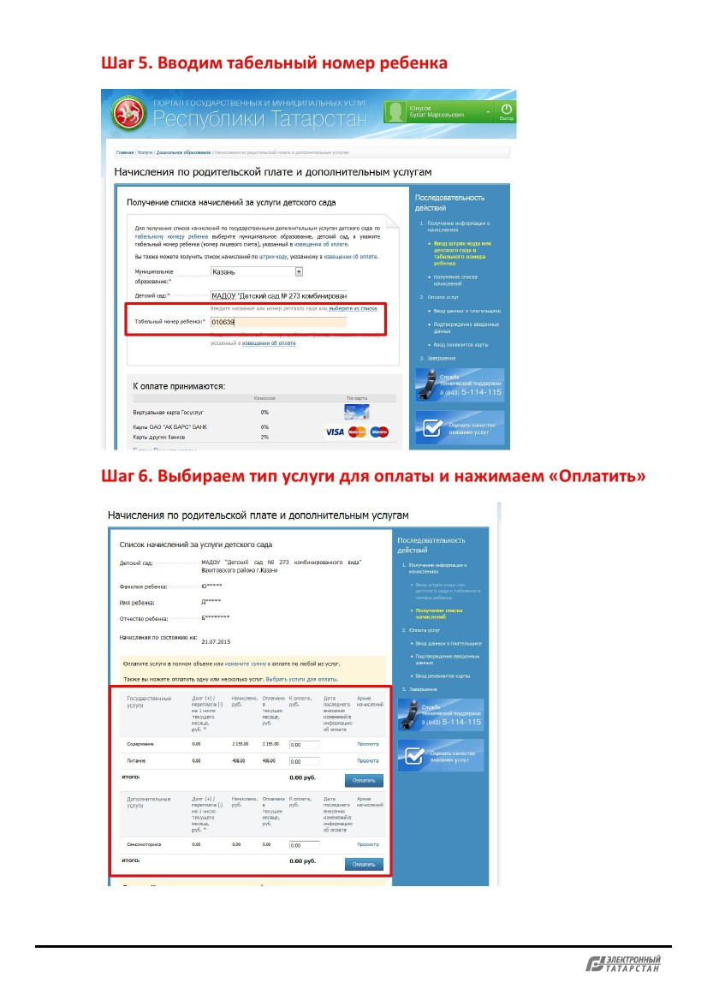 Шаг 5. Вводим табельный номер ребенка
ПОРТАЛ ГОСУДАРСТВЕННЫХ И МУНИЦИПАЛЬНЫХ УСЛУГ
Республики Татарстан
Юнусов
Булат Марсельевич
Выход
Главная / Услуги / Дошкольное образование / Начисления по родительской плате и дополнительным услугам
Начисления по родительской плате и дополнительным услугам
Получение списка начислений за услуги детского сада
Для получения списка начислений по государственными дополнительным услугам детского сада по
табельному номеру ребенка выберите муниципальное образование, детский сад, и укажите
табельный номер ребенка (номер лицевого счета), указанный в извещении об оплате.
Вы также можете получить список начислений по штрих-коду, указанному в извещении об оплате.
Муниципальное
образование:*
Казань
Детский сад:*
МАДОУ "Детский сад № 273 комбинирован
Введите название или номер детского сада или выберите из списка
Табельный номер ребенка:*
010639
указанный в извещении об оплате
К оплате принимаются:
Комиссия Тип карты
Виртуальная карта Госуслуг 0%
Карты ОАО "АК БАРС" БАНК 0%
Карты других банков 2%
VISA MasterCard Maestro
Последовательность
действий
1. Получение информации о
начислениях
• Ввод штрих-кода или
детского сада и
табельного номера
ребенка
• Получение списка
начислений
2. Оплата услуг
• Ввод данных о плательщике
• Подтверждение введенных
данных
• Ввод реквизитов карты
3. Завершение
Служба
технической поддержки
8 (843) 5-114-115
Оценить качество
оказания услуг
Шаг 6. Выбираем тип услуги для оплаты и нажимаем «Оплатить»
Начисления по родительской плате и дополнительным услугам
Список начислений за услуги детского сада
Детский сад: МАДОУ "Детский сад № 273 комбинированного вида"
Вахитовского района г.Казани
Фамилия ребенка: Ю*****
Имя ребенка: Д*****
Отчество ребенка: Б********
Начисления по состоянию на: 21.07.2015
Оплатите услуги в полном объеме или измените сумму к оплате по любой из услуг.
Также вы можете оплатить одну или несколько услуг. Выбрать услуги для оплаты.
Государственные
услуги
Долг (+) /
переплата (-)
на 1 число
текущего
месяца,
руб. *
Начислено,
руб.
Оплачено
в
текущем
месяце,
руб.
К оплате,
руб.
Дата
последнего
внесения
изменений в
информацию
об оплате
Архив
начислений
Содержание 0.00 2 155.00 2 155.00 0.00 Просмотр
Питание 0.00 408.00 408.00 0.00 Просмотр
ИТОГО: 0.00 руб. Оплатить
Дополнительные
услуги
Долг (+) /
переплата (-)
на 1 число
текущего
месяца,
руб. *
Начислено,
руб.
Оплачено
в
текущем
месяце,
руб.
К оплате,
руб.
Дата
последнего
внесения
изменений в
информацию
об оплате
Архив
начислений
Сенсомоторика 0.00 0.00 0.00 0.00 Просмотр
ИТОГО: 0.00 руб. Оплатить
Последовательность
действий
1. Получение информации о
начислениях
• Ввод штрих-кода или
детского сада и табельного
номера ребенка
• Получение списка
начислений
2. Оплата услуг
• Ввод данных о плательщике
• Подтверждение введенных
данных
• Ввод реквизитов карты
3. Завершение
Служба
технической поддержки
8 (843) 5-114-115
Оценить качество
оказания услуг
ЭЛЕКТРОННЫЙ
ТАТАРСТАН